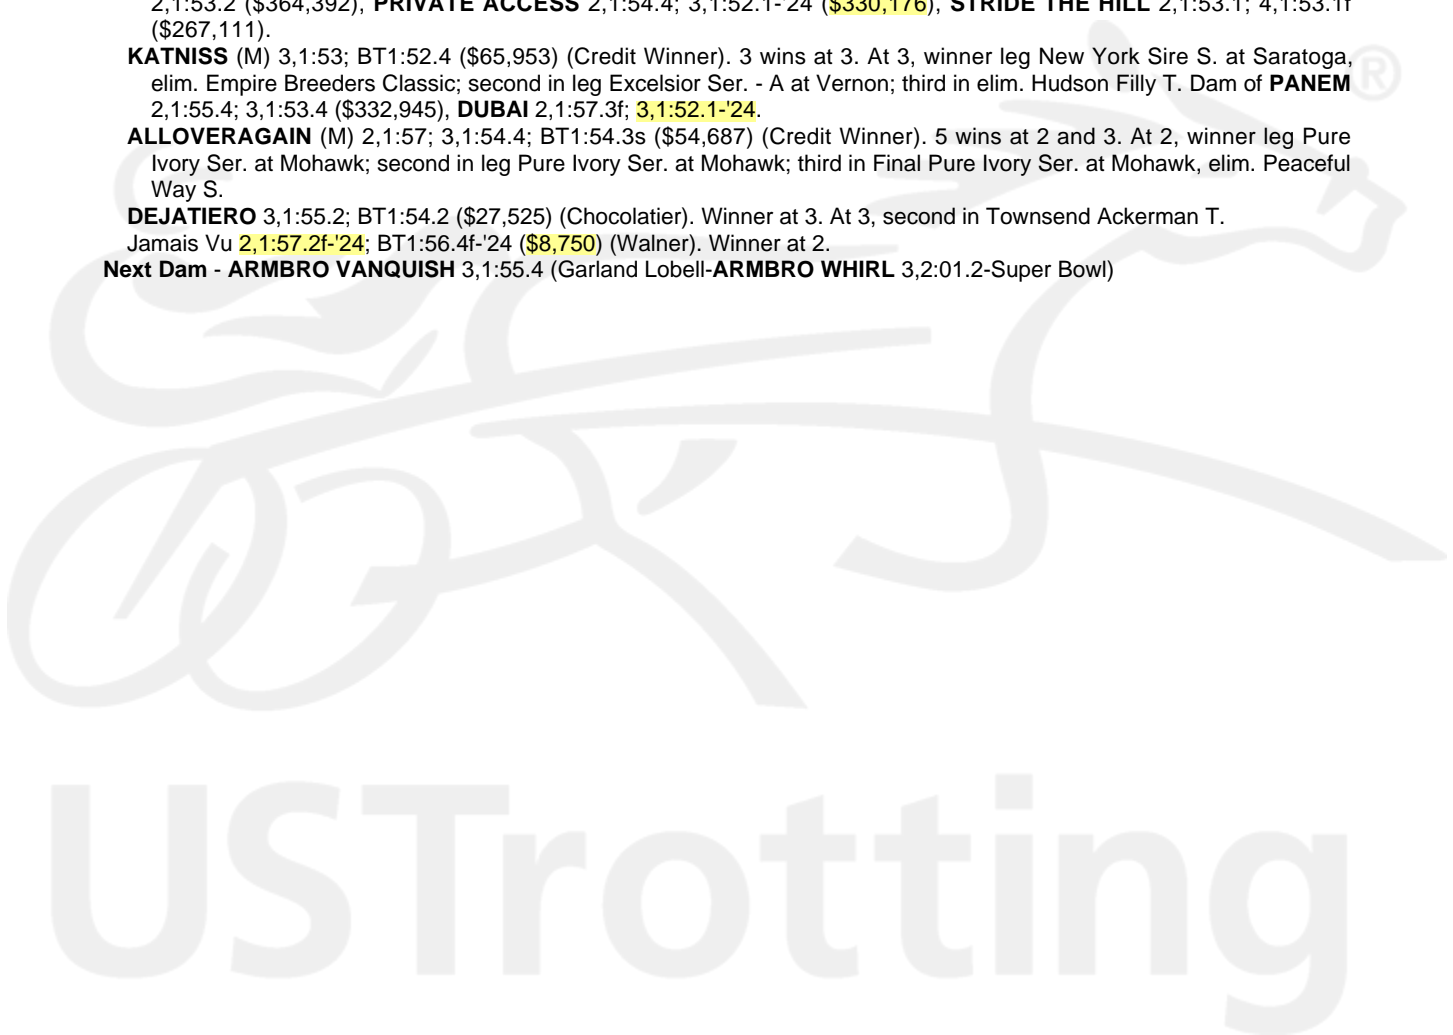 2,1:53.2 ($364,392), PRIVATE ACCESS 2,1:54.4; 3,1:52.1-'24 ($330,176), STRIDE THE HILL 2,1:53.1; 4,1:53.1f
($267,111).
KATNISS (M) 3,1:53; BT1:52.4 ($65,953) (Credit Winner). 3 wins at 3. At 3, winner leg New York Sire S. at Saratoga,
elim. Empire Breeders Classic; second in leg Excelsior Ser. - A at Vernon; third in elim. Hudson Filly T. Dam of PANEM
2,1:55.4; 3,1:53.4 ($332,945), DUBAI 2,1:57.3f; 3,1:52.1-'24.
ALLOVERAGAIN (M) 2,1:57; 3,1:54.4; BT1:54.3s ($54,687) (Credit Winner). 5 wins at 2 and 3. At 2, winner leg Pure
Ivory Ser. at Mohawk; second in leg Pure Ivory Ser. at Mohawk; third in Final Pure Ivory Ser. at Mohawk, elim. Peaceful
Way S.
DEJATIERO 3,1:55.2; BT1:54.2 ($27,525) (Chocolatier). Winner at 3. At 3, second in Townsend Ackerman T.
Jamais Vu 2,1:57.2f-'24; BT1:56.4f-'24 ($8,750) (Walner). Winner at 2.
Next Dam - ARMBRO VANQUISH 3,1:55.4 (Garland Lobell-ARMBRO WHIRL 3,2:01.2-Super Bowl)
®
USTrotting